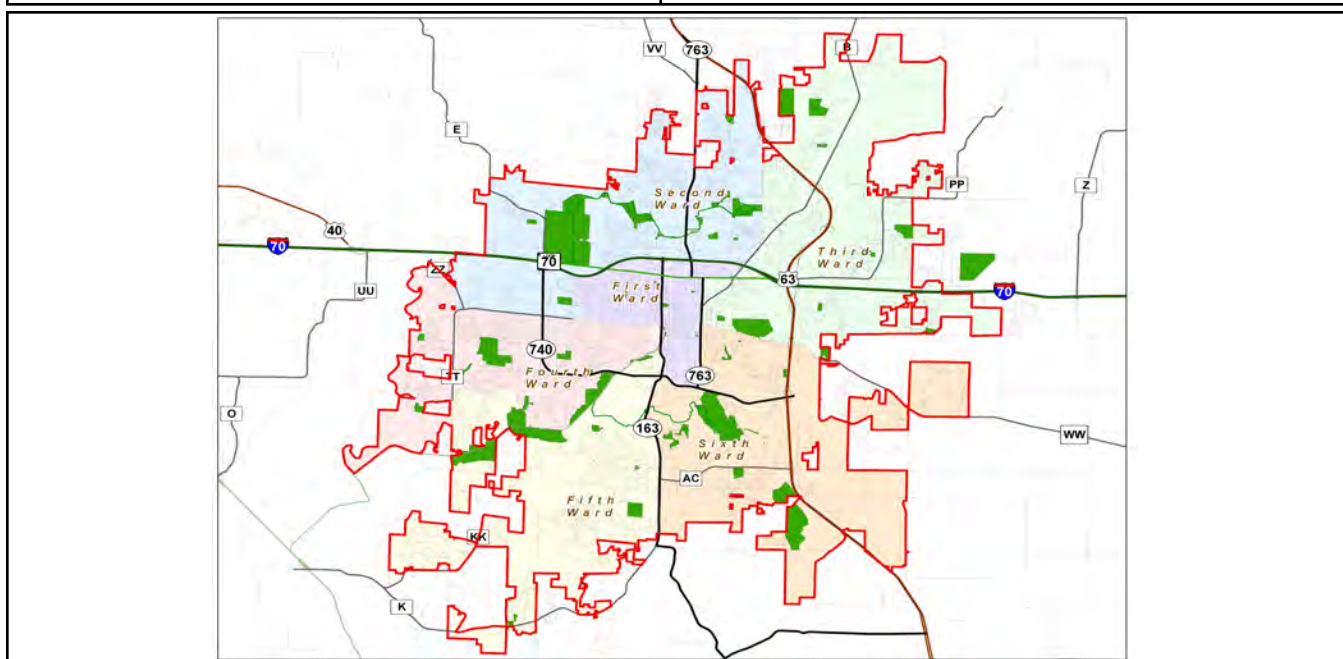 VV
763
B
E
PP
Z
Second
Ward
40
70
Third
Ward
ZZ
70
63
UU
First
Ward
70
740
TT
Fourth
Ward
763
O
163
WW
Sixth
Ward
AC
Fifth
Ward
KK
K